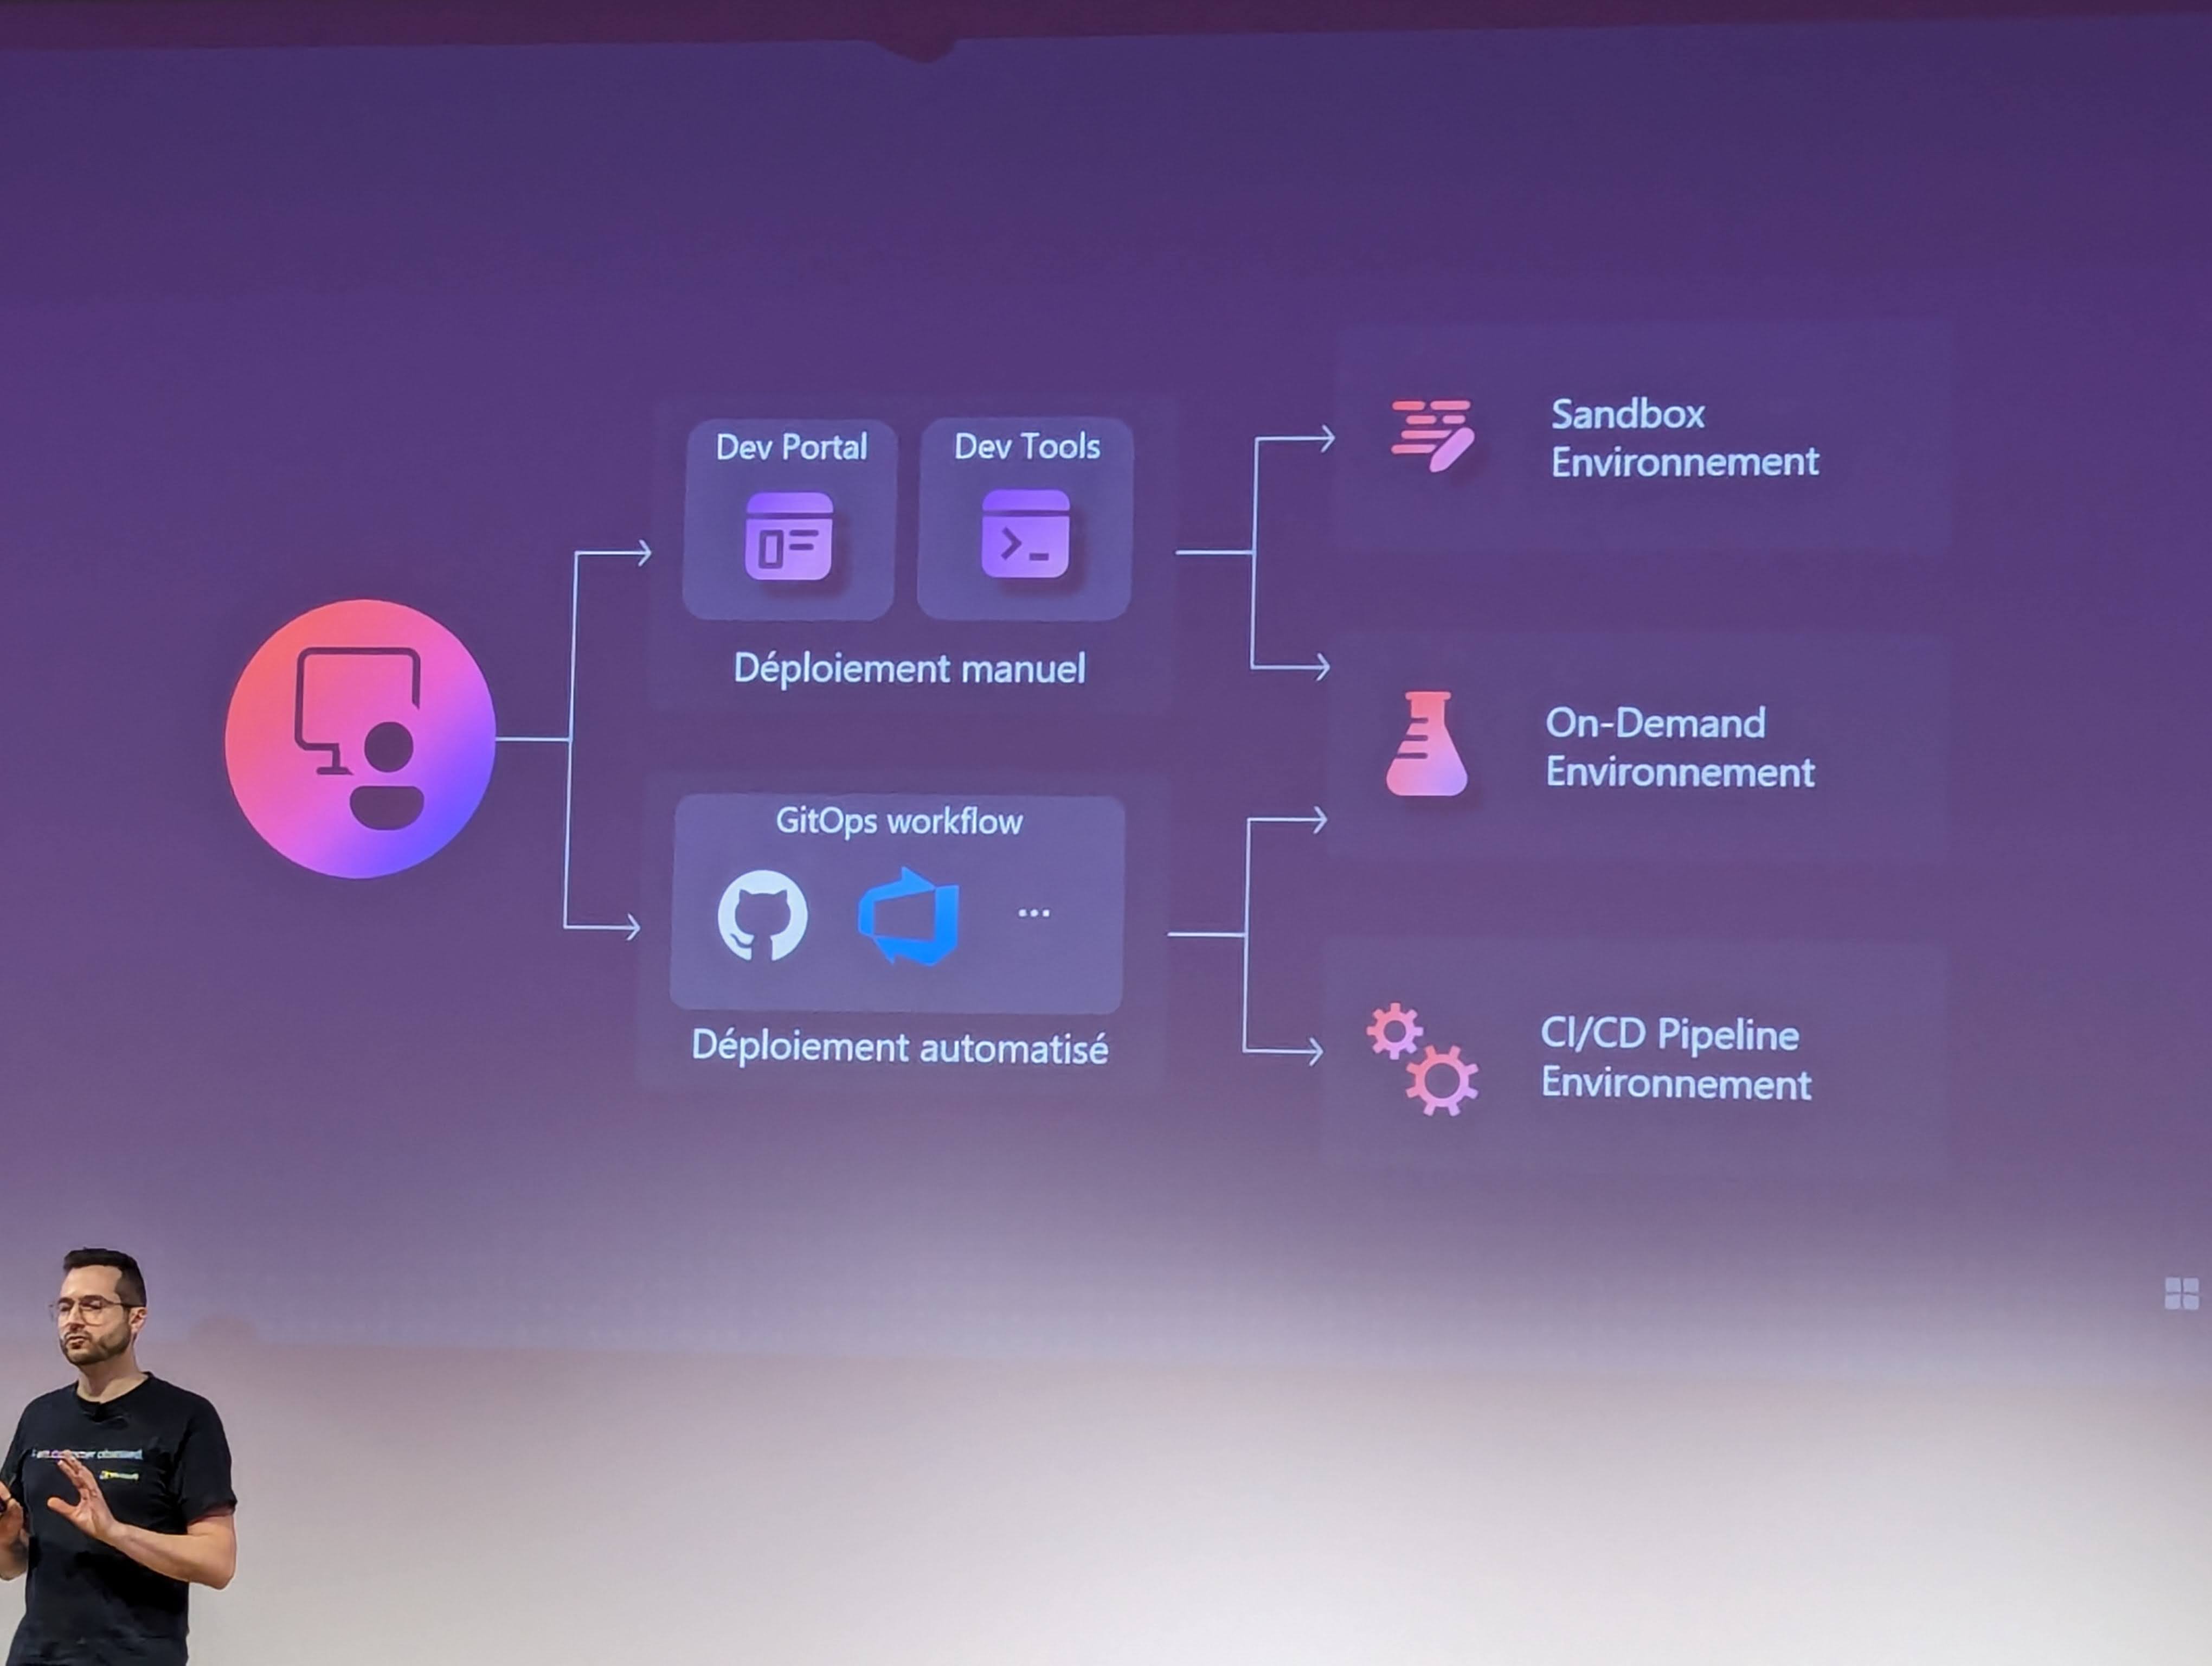 Dev Portal
Dev Tools
Déploiement manuel
GitOps workflow
...
Déploiement automatisé
Sandbox
Environnement
On-Demand
Environnement
CI/CD Pipeline
Environnement